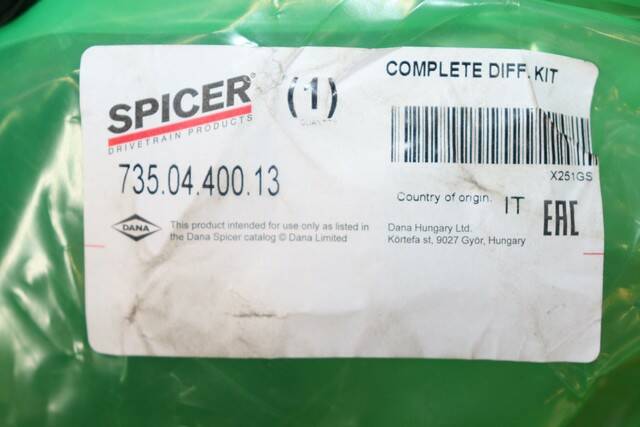 SPICER®
DRIVETRAIN PRODUCTS
(1)
QUANTITY
COMPLETE DIFF. KIT
X251GS
735.04.400.13
Country of origin. IT
EAC
DANA
This product intended for use only as listed in
the Dana Spicer catalog © Dana Limited
Dana Hungary Ltd.
Körtefa st, 9027 Győr, Hungary